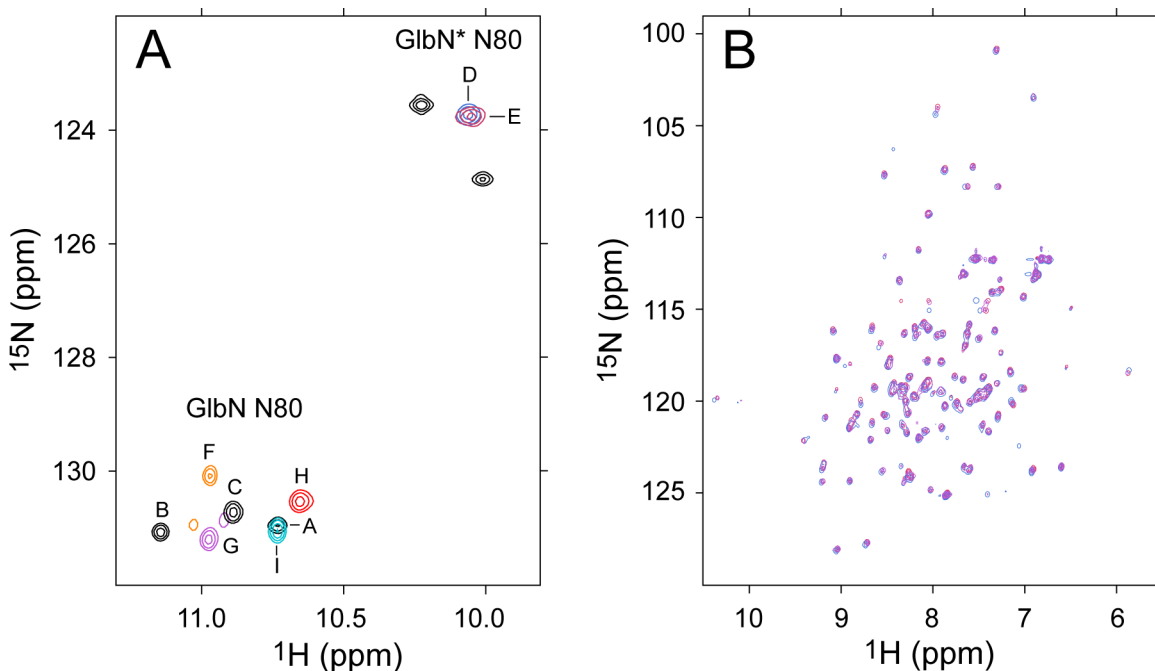 A
GlbN* N80
D
E
124
126
128
130
15N (ppm)
GlbN N80
F
C
H
B
A
G
I
11.0
10.5
10.0
1H (ppm)
B
100
105
110
115
120
125
15N (ppm)
10
9
8
7
6
1H (ppm)